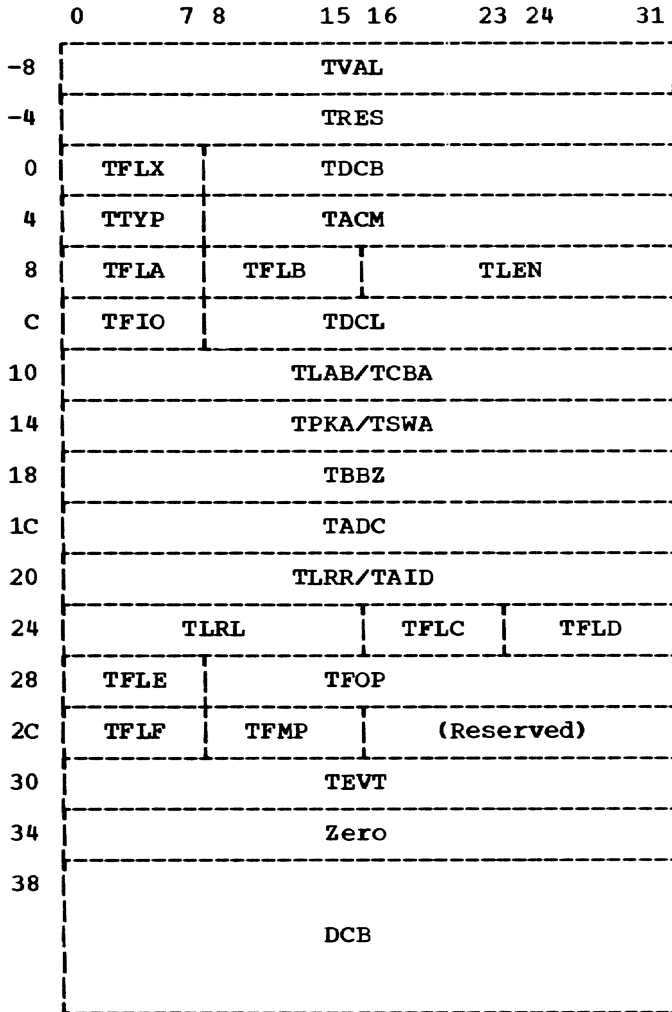 0 7 8 15 16 23 24 31
-8 TVAL
-4 TRES
0 TFLX TDCB
4 TTYP TACM
8 TFLA TFLB TLEN
C TFIO TDCL
10 TLAB/TCBA
14 TPKA/TSWA
18 TBBZ
1C TADC
20 TLRR/TAID
24 TLRL TFLC TFLD
28 TFLE TFOP
2C TFLF TFMP (Reserved)
30 TEVT
34 Zero
38
DCB